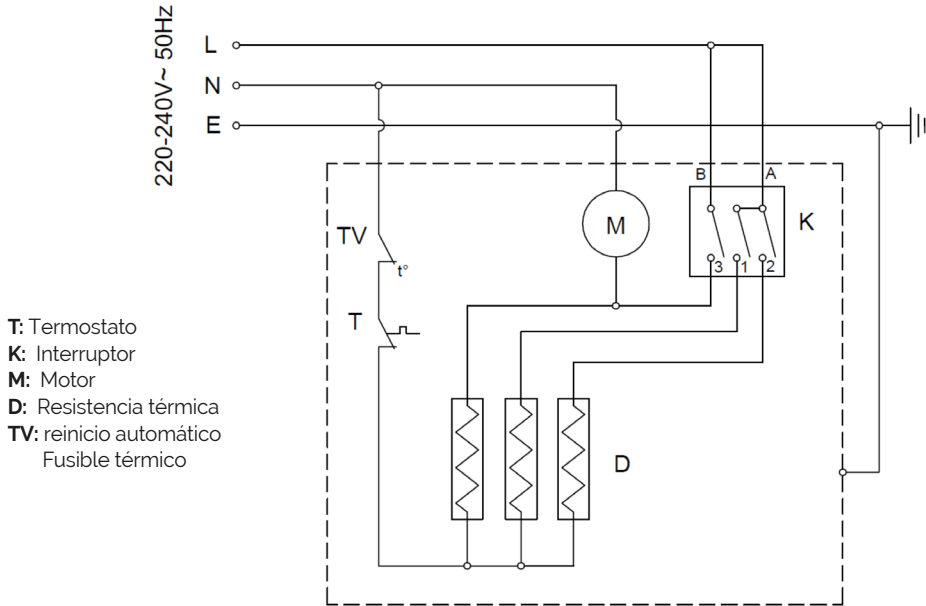 220-240V~ 50Hz
L
N
E
B A
K
M
3 1 2
TV
t°
T
D
T: Termostato
K: Interruptor
M: Motor
D: Resistencia térmica
TV: reinicio automático
Fusible térmico